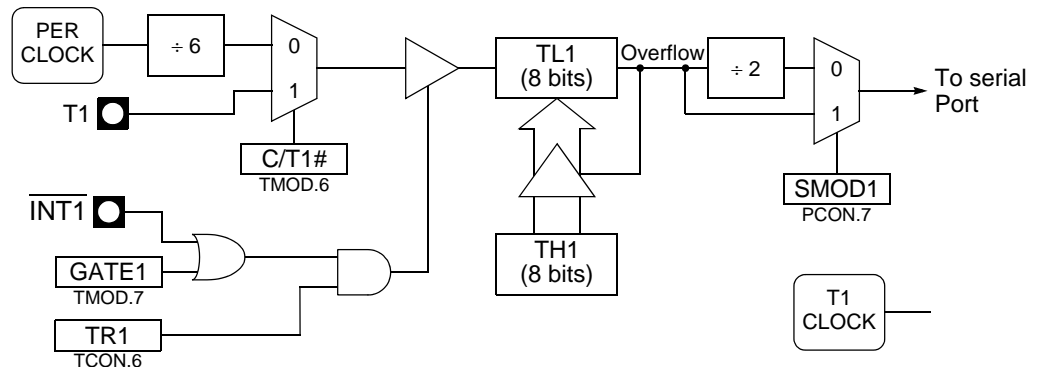 PER
CLOCK
÷ 6
0
1
T1
C/T1#
TMOD.6
INT1
GATE1
TMOD.7
TR1
TCON.6
TL1
(8 bits)
Overflow
÷ 2
0
1
To serial
Port
SMOD1
PCON.7
TH1
(8 bits)
T1
CLOCK